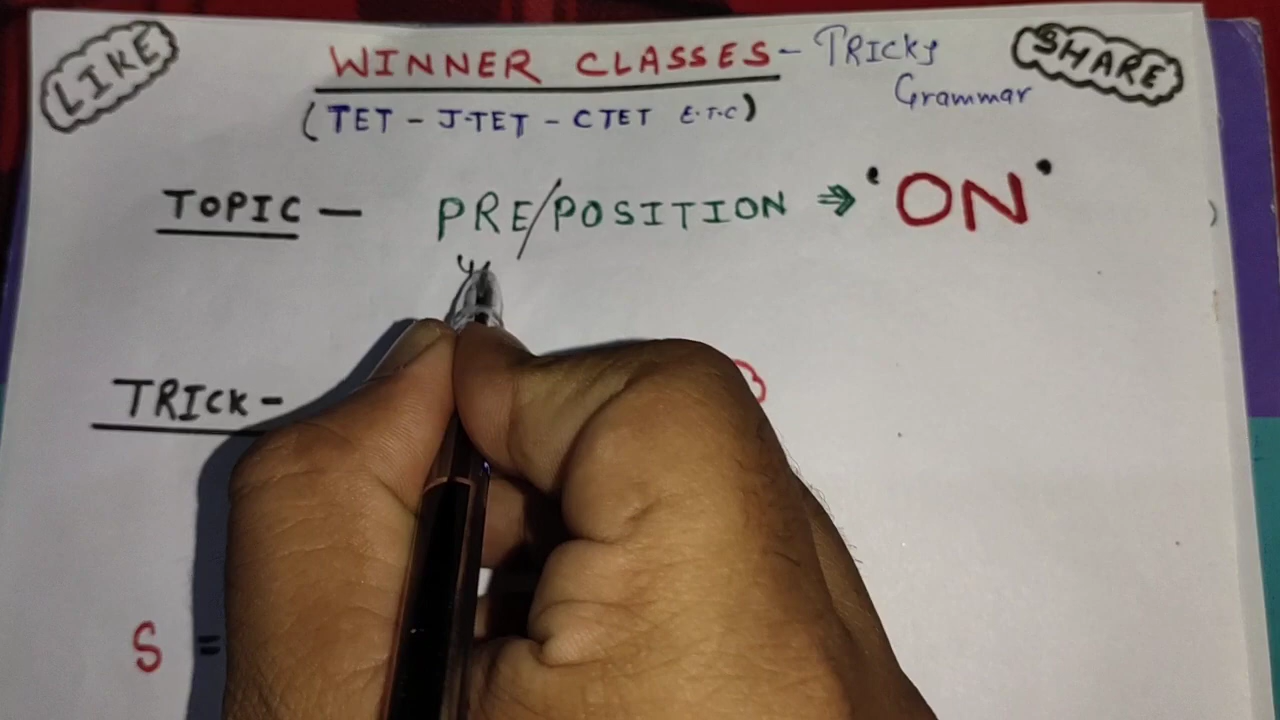 LIKE
WINNER CLASSES - TRICKY
Grammar
SHARE
(TET - J-TET - CTET E.T.C)
TOPIC - PRE/POSITION ⇒ 'ON'
TRICK-
S =